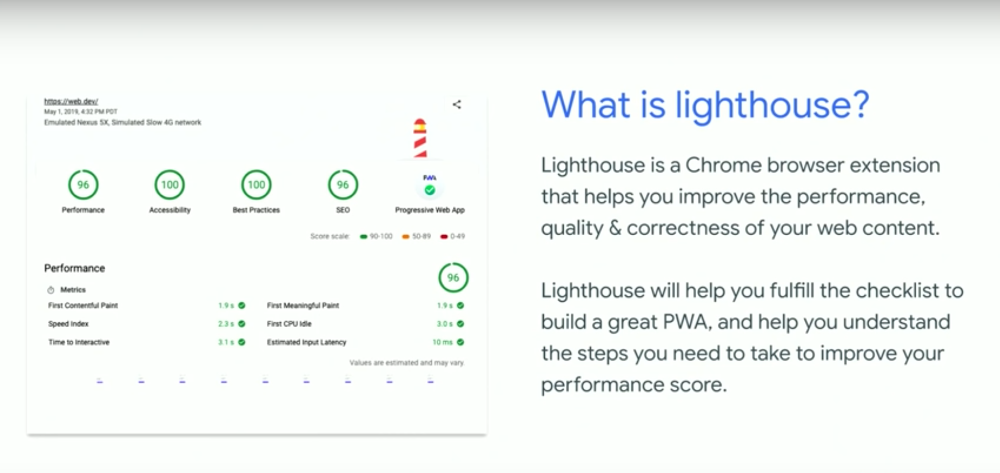 https://web.dev/
May 1, 2019, 4:32 PM PDT
Emulated Nexus 5X, Simulated Slow 4G network
96
100
100
96
PWA
Performance
Accessibility
Best Practices
SEO
Progressive Web App
Score scale:
90-100
50-89
0-49
Performance
96
Metrics
First Contentful Paint
1.9 s
First Meaningful Paint
1.9 s
Speed Index
2.3 s
First CPU Idle
3.0 s
Time to Interactive
3.1 s
Estimated Input Latency
10 ms
Values are estimated and may vary.
What is lighthouse?
Lighthouse is a Chrome browser extension
that helps you improve the performance,
quality & correctness of your web content.
Lighthouse will help you fulfill the checklist to
build a great PWA, and help you understand
the steps you need to take to improve your
performance score.